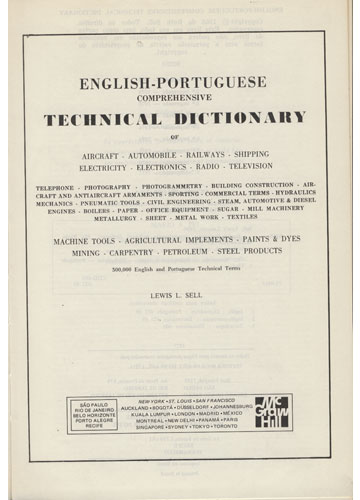 ENGLISH-PORTUGUESE
COMPREHENSIVE
TECHNICAL DICTIONARY
OF
AIRCRAFT - AUTOMOBILE - RAILWAYS - SHIPPING
ELECTRICITY - ELECTRONICS - RADIO - TELEVISION
TELEPHONE - PHOTOGRAPHY - PHOTOGRAMMETRY - BUILDING CONSTRUCTION - AIR-
CRAFT AND ANTIAIRCRAFT ARMAMENTS - SPORTING - COMMERCIAL TERMS - HYDRAULICS
MECHANICS - PNEUMATIC TOOLS - CIVIL ENGINEERING - STEAM, AUTOMOTIVE & DIESEL
ENGINES - BOILERS - PAPER - OFFICE EQUIPMENT - SUGAR - MILL MACHINERY
METALLURGY - SHEET - METAL WORK - TEXTILES
MACHINE TOOLS - AGRICULTURAL IMPLEMENTS - PAINTS & DYES
MINING - CARPENTRY - PETROLEUM - STEEL PRODUCTS
500,000 English and Portuguese Technical Terms
LEWIS L. SELL
SÃO PAULO
RIO DE JANEIRO
BELO HORIZONTE
PORTO ALEGRE
RECIFE
NEW YORK • ST. LOUIS • SAN FRANCISCO
AUCKLAND • BOGOTÁ • DÜSSELDORF • JOHANNESBURG
KUALA LUMPUR • LONDON • MADRID • MÉXICO
MONTREAL • NEW DELHI • PANAMÁ • PARIS
SINGAPORE • SYDNEY • TOKYO • TORONTO
Mc
Graw
Hill